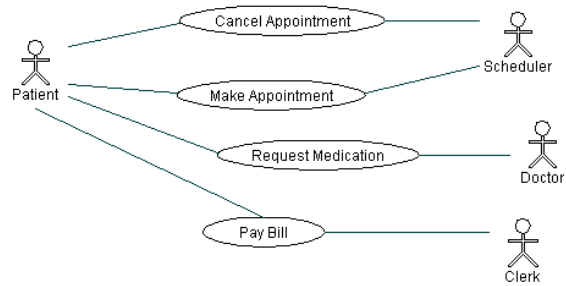 Cancel Appointment
Scheduler
Patient
Make Appointment
Request Medication
Doctor
Pay Bill
Clerk